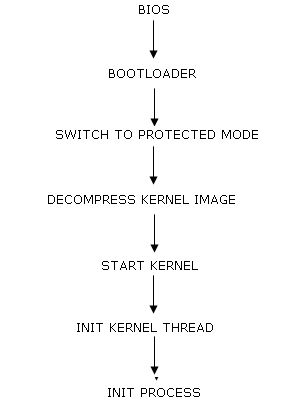 BIOS
BOOTLOADER
SWITCH TO PROTECTED MODE
DECOMPRESS KERNEL IMAGE
START KERNEL
INIT KERNEL THREAD
INIT PROCESS